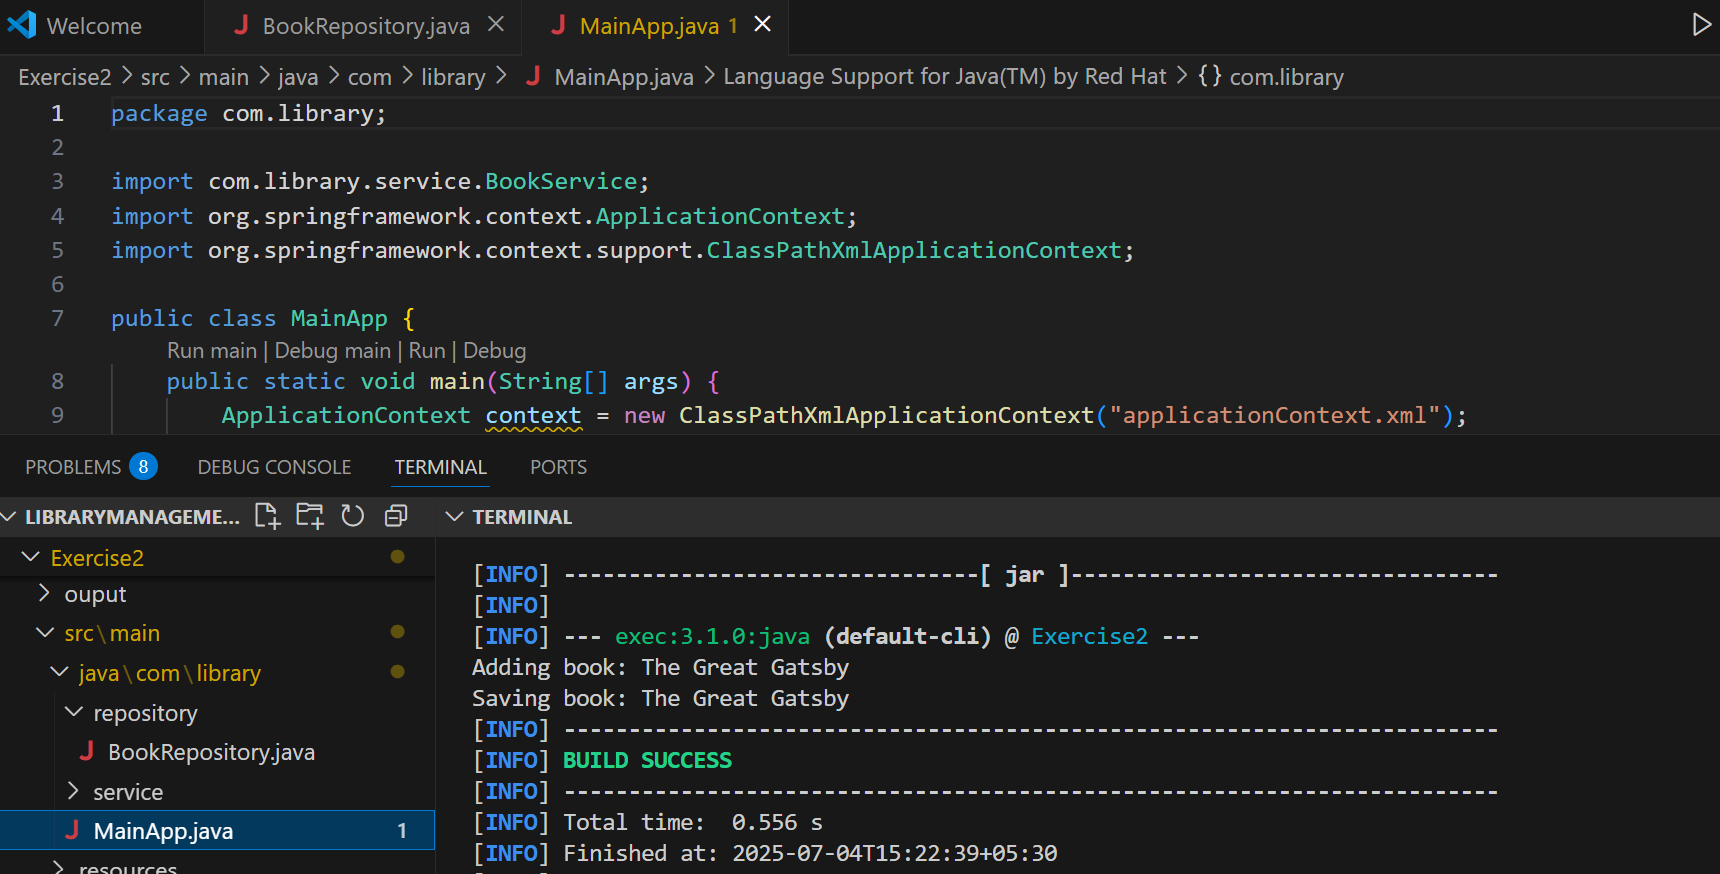 Welcome BookRepository.java MainApp.java 1
Exercise2 > src > main > java > com > library > MainApp.java > Language Support for Java(TM) by Red Hat > {} com.library
1 package com.library;
2
3 import com.library.service.BookService;
4 import org.springframework.context.ApplicationContext;
5 import org.springframework.context.support.ClassPathXmlApplicationContext;
6
7 public class MainApp {
Run main | Debug main | Run | Debug
8 public static void main(String[] args) {
9 ApplicationContext context = new ClassPathXmlApplicationContext("applicationContext.xml");
PROBLEMS 8 DEBUG CONSOLE TERMINAL PORTS
LIBRARYMANAGEME...
Exercise2
ouput
src\main
java\com\library
repository
BookRepository.java
service
MainApp.java 1
resources
TERMINAL
[INFO] --------------------------------[ jar ]---------------------------------
[INFO]
[INFO] --- exec:3.1.0:java (default-cli) @ Exercise2 ---
Adding book: The Great Gatsby
Saving book: The Great Gatsby
[INFO] ------------------------------------------------------------------------
[INFO] BUILD SUCCESS
[INFO] ------------------------------------------------------------------------
[INFO] Total time:  0.556 s
[INFO] Finished at: 2025-07-04T15:22:39+05:30